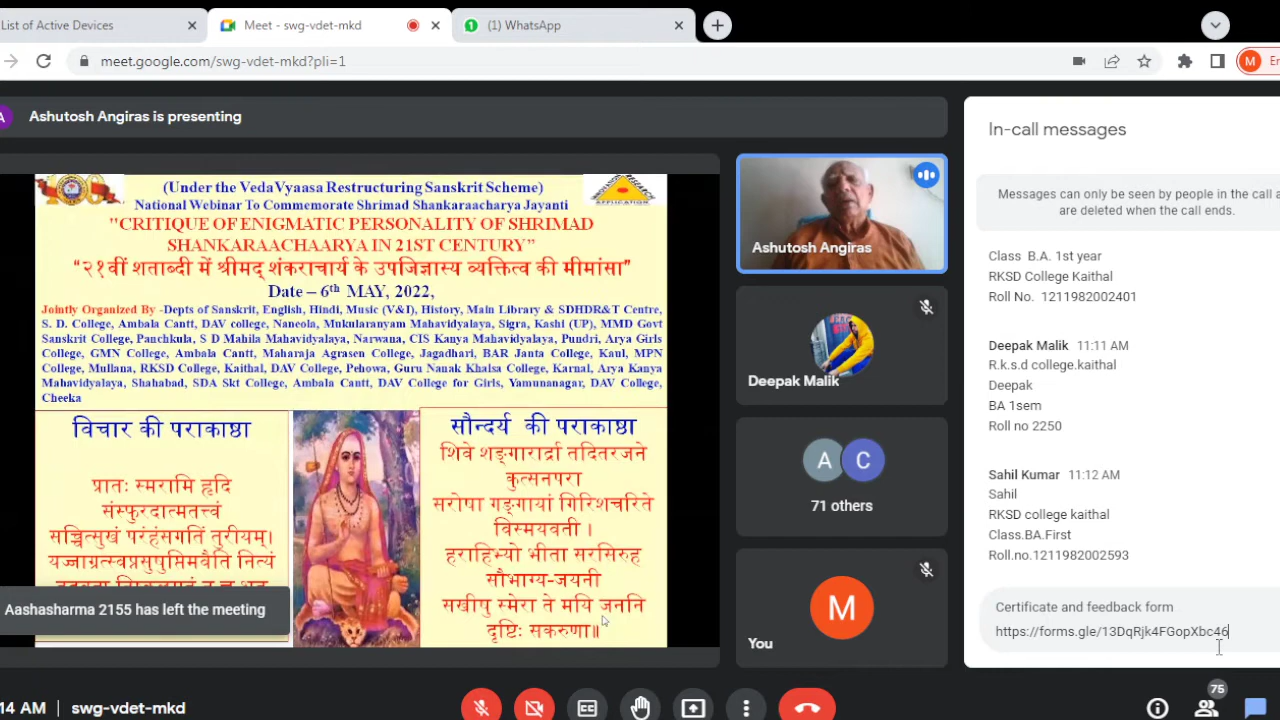 List of Active Devices
Meet - swg-vdet-mkd
(1) WhatsApp
meet.google.com/swg-vdet-mkd?pli=1
M
A
Ashutosh Angiras is presenting
(Under the VedaVyaasa Restructuring Sanskrit Scheme)
National Webinar To Commemorate Shrimad Shankaraacharya Jayanti
"CRITIQUE OF ENIGMATIC PERSONALITY OF SHRIMAD
SHANKARAACHAARYA IN 21ST CENTURY"
“२१वीं शताब्दी में श्रीमद् शंकराचार्य के उपजिज्ञास्य व्यक्तित्व की मीमांसा”
Date – 6th MAY, 2022,
Jointly Organized By -Depts of Sanskrit, English, Hindi, Music (V&I), History, Main Library & SDHDR&T Centre,
S. D. College, Ambala Cantt, DAV college, Naneola, Mukularanyam Mahavidyalaya, Sigra, Kashi (UP), MMD Govt
Sanskrit College, Panchkula, S D Mahila Mahavidyalaya, Narwana, CIS Kanya Mahavidyalaya, Pundri, Arya Girls
College, GMN College, Ambala Cantt, Maharaja Agrasen College, Jagadhari, BAR Janta College, Kaul, MPN
College, Mullana, RKSD College, Kaithal, DAV College, Pehowa, Guru Nanak Khalsa College, Karnal, Arya Kanya
Mahavidyalaya, Shahabad, SDA Skt College, Ambala Cantt, DAV College for Girls, Yamunanagar, DAV College,
Cheeka
विचार की पराकाष्ठा
प्रातः स्मरामि हृदि
संस्फुरदात्मतत्त्वं
सच्चित्सुखं परंहंसगतिं तुरीयम्।
यज्जाग्रत्स्वप्नसुषुप्तिमवैति नित्यं
सौन्दर्य की पराकाष्ठा
शिवे शङ्गारार्द्रा तदितरजने
कुत्सनपरा
सरोषा गङ्गायां गिरिशचरिते
विस्मयवती ।
हराहिभ्यो भीता सरसिरुह
सौभाग्य-जयनी
सखीषु स्मेरा ते मयि जननि
दृष्टिः सकरुणा॥
Aashasharma 2155 has left the meeting
Ashutosh Angiras
Deepak Malik
A C
71 others
M
You
In-call messages
Messages can only be seen by people in the call a
are deleted when the call ends.
Class B.A. 1st year
RKSD College Kaithal
Roll No. 1211982002401
Deepak Malik 11:11 AM
R.k.s.d college.kaithal
Deepak
BA 1sem
Roll no 2250
Sahil Kumar 11:12 AM
Sahil
RKSD college kaithal
Class.BA.First
Roll.no.1211982002593
Certificate and feedback form
https://forms.gle/13DqRjk4FGopXbc46
:14 AM | swg-vdet-mkd
75